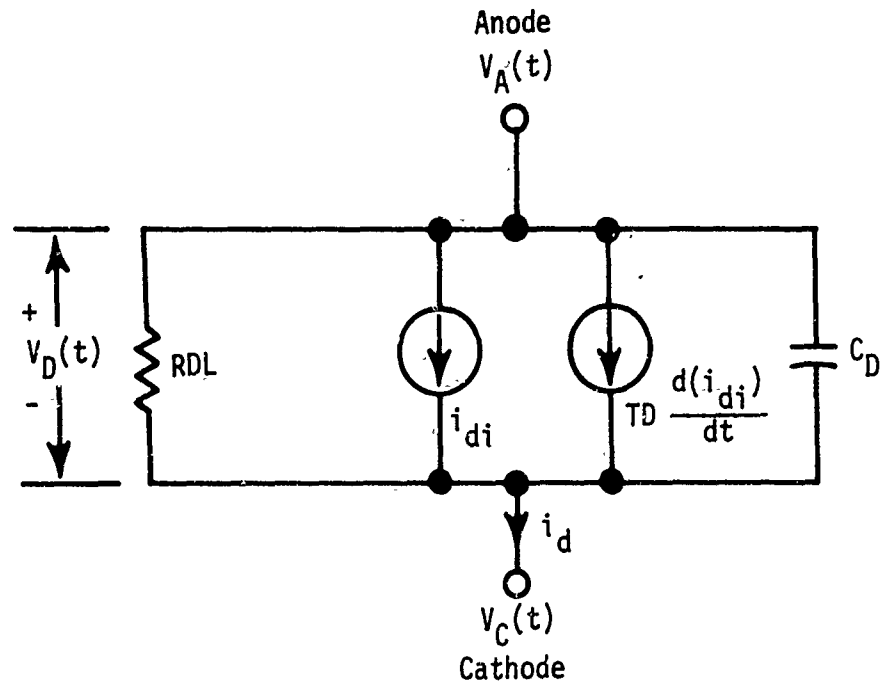 Anode
V_A(t)
+
V_D(t)
-
RDL
i_di
TD d(i_di)/dt
C_D
i_d
V_C(t)
Cathode